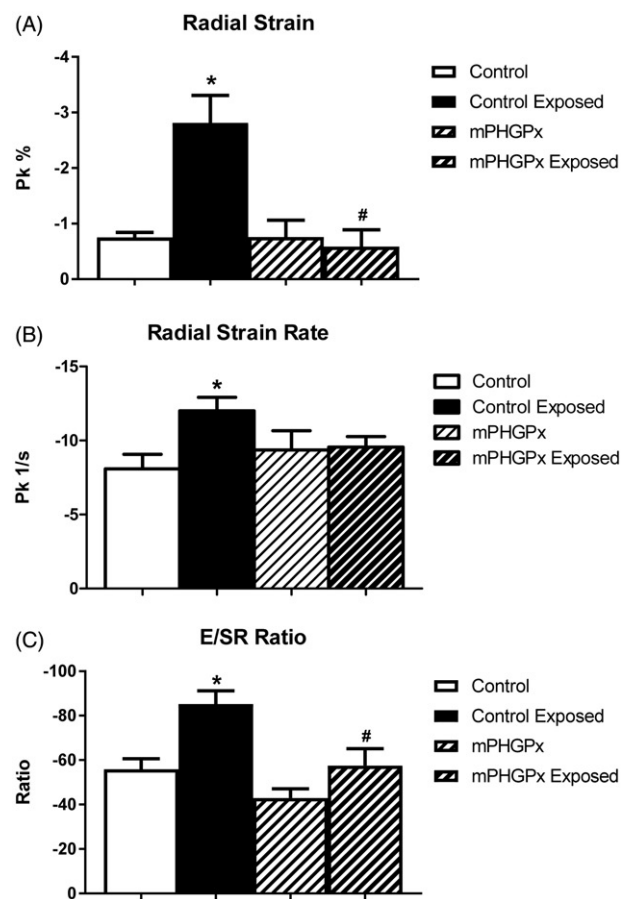 (A)
Radial Strain
Pk %
-4
-3
-2
-1
0
*
#
Control
Control Exposed
mPHGPx
mPHGPx Exposed
(B)
Radial Strain Rate
Pk 1/s
-15
-10
-5
0
*
Control
Control Exposed
mPHGPx
mPHGPx Exposed
(C)
E/SR Ratio
Ratio
-100
-80
-60
-40
-20
0
*
#
Control
Control Exposed
mPHGPx
mPHGPx Exposed